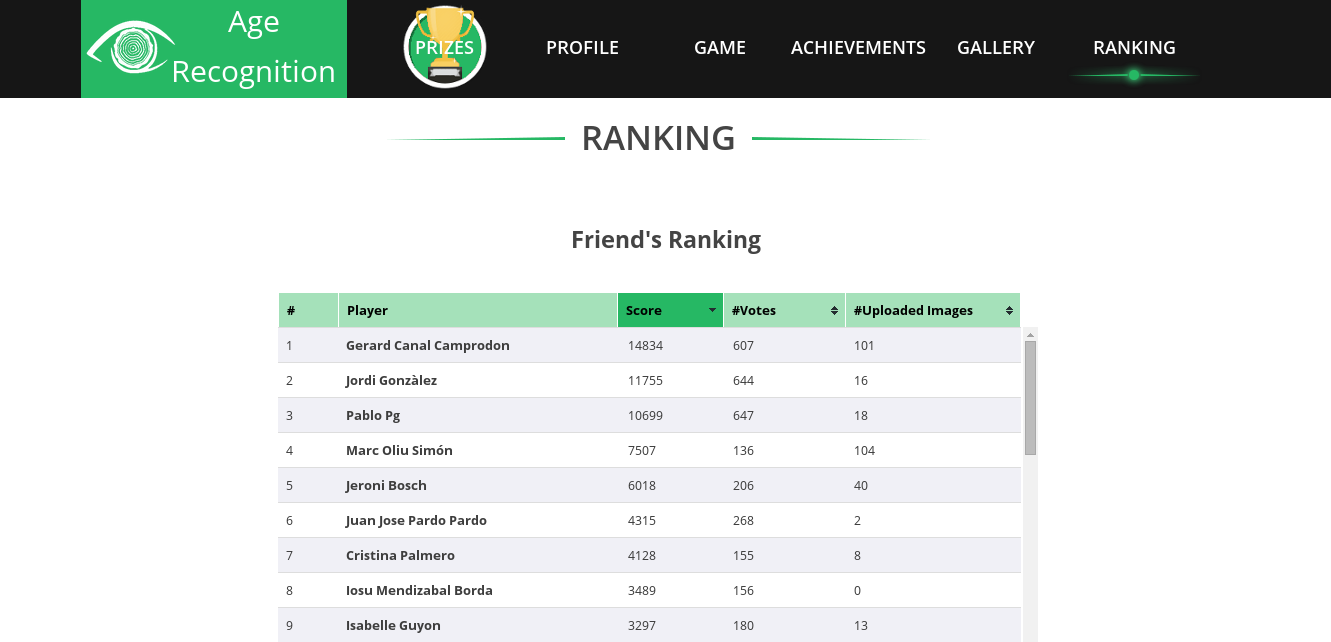 Age
Recognition
PRIZES PROFILE GAME ACHIEVEMENTS GALLERY RANKING
RANKING
Friend's Ranking
# Player Score #Votes #Uploaded Images
1 Gerard Canal Camprodon 14834 607 101
2 Jordi Gonzàlez 11755 644 16
3 Pablo Pg 10699 647 18
4 Marc Oliu Simón 7507 136 104
5 Jeroni Bosch 6018 206 40
6 Juan Jose Pardo Pardo 4315 268 2
7 Cristina Palmero 4128 155 8
8 Iosu Mendizabal Borda 3489 156 0
9 Isabelle Guyon 3297 180 13